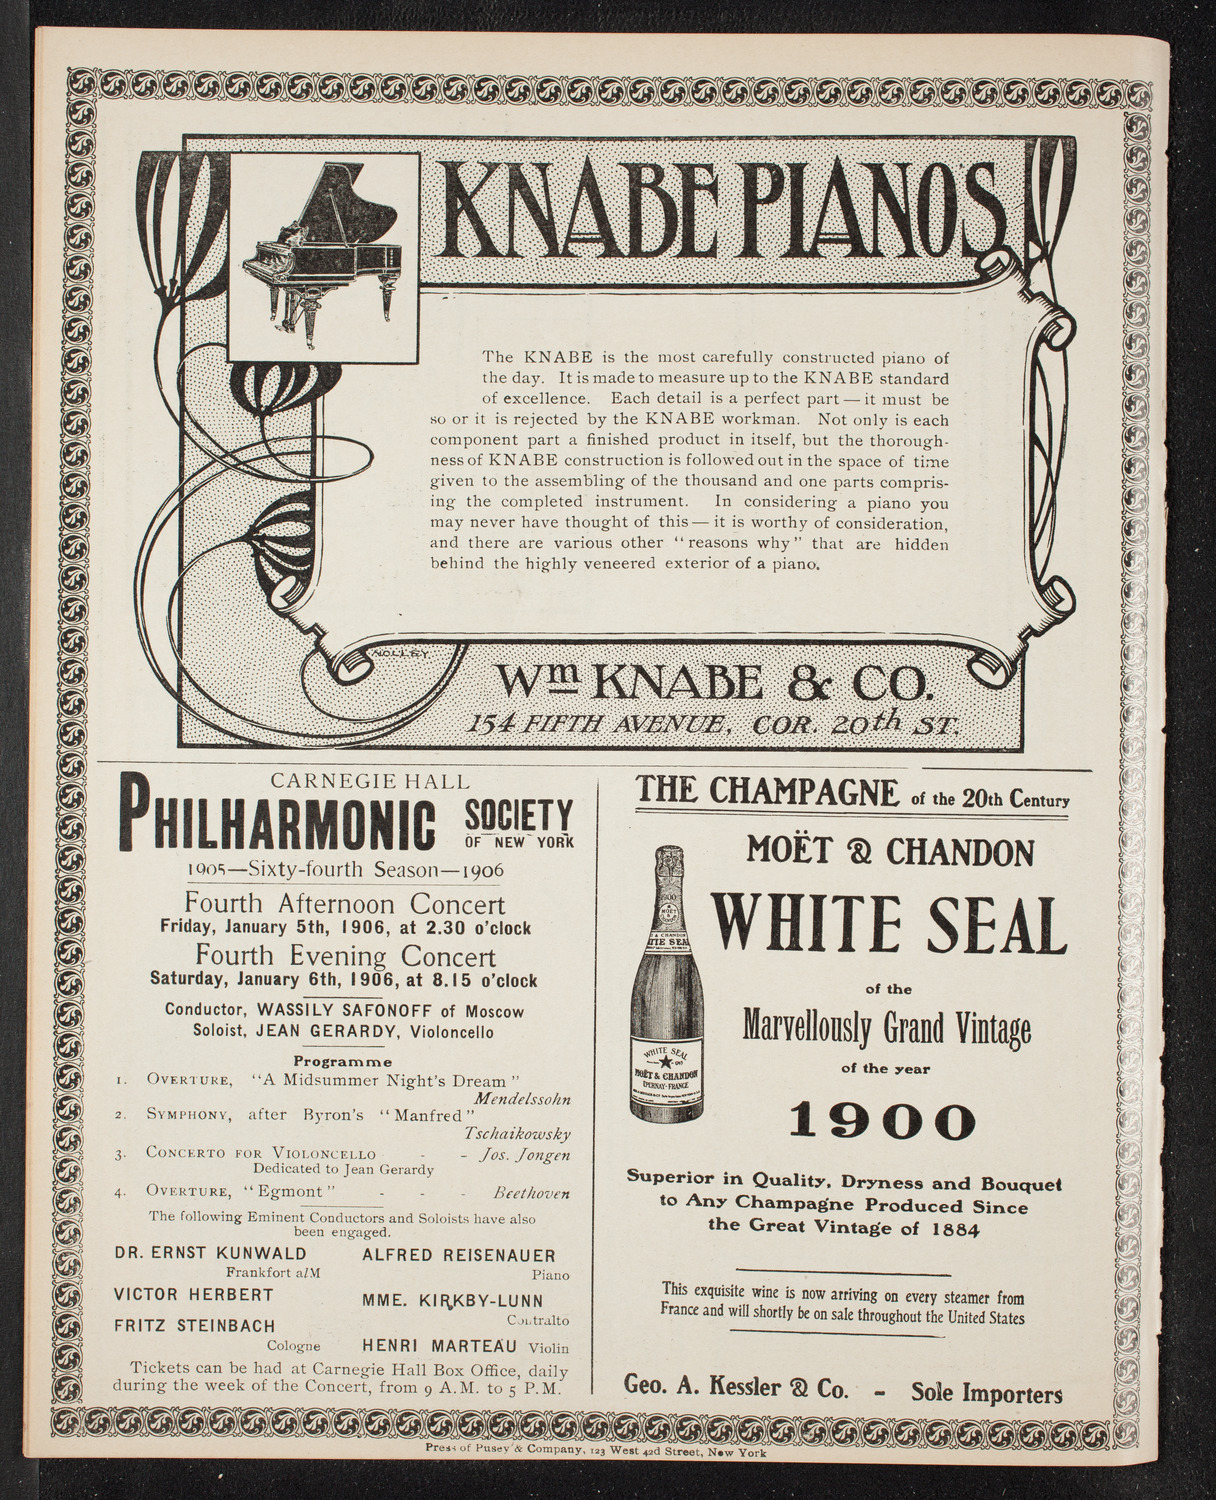 KNABE PIANOS
The KNABE is the most carefully constructed piano of
the day. It is made to measure up to the KNABE standard
of excellence. Each detail is a perfect part — it must be
so or it is rejected by the KNABE workman. Not only is each
component part a finished product in itself, but the thorough-
ness of KNABE construction is followed out in the space of time
given to the assembling of the thousand and one parts compris-
ing the completed instrument. In considering a piano you
may never have thought of this — it is worthy of consideration,
and there are various other “reasons why” that are hidden
behind the highly veneered exterior of a piano.
Wm KNABE & CO.
154 FIFTH AVENUE, COR. 20th ST.
CARNEGIE HALL
PHILHARMONIC SOCIETY
OF NEW YORK
1905—Sixty-fourth Season—1906
Fourth Afternoon Concert
Friday, January 5th, 1906, at 2.30 o'clock
Fourth Evening Concert
Saturday, January 6th, 1906, at 8.15 o'clock
Conductor, WASSILY SAFONOFF of Moscow
Soloist, JEAN GERARDY, Violoncello
Programme
1. OVERTURE, “A Midsummer Night's Dream”
Mendelssohn
2. SYMPHONY, after Byron's “Manfred”
Tschaikowsky
3. CONCERTO FOR VIOLONCELLO - - Jos. Jongen
Dedicated to Jean Gerardy
4. OVERTURE, “Egmont” - - - Beethoven
The following Eminent Conductors and Soloists have also
been engaged.
DR. ERNST KUNWALD
Frankfort a/M
VICTOR HERBERT
FRITZ STEINBACH
Cologne
ALFRED REISENAUER
Piano
MME. KIRKBY-LUNN
Contralto
HENRI MARTEAU Violin
Tickets can be had at Carnegie Hall Box Office, daily
during the week of the Concert, from 9 A.M. to 5 P.M.
THE CHAMPAGNE of the 20th Century
MOËT & CHANDON
WHITE SEAL
of the
Marvellously Grand Vintage
of the year
1900
WHITE SEAL
MOËT & CHANDON
EPERNAY-FRANCE
Superior in Quality, Dryness and Bouquet
to Any Champagne Produced Since
the Great Vintage of 1884
This exquisite wine is now arriving on every steamer from
France and will shortly be on sale throughout the United States
Geo. A. Kessler & Co. - Sole Importers
Press of Pusey & Company, 123 West 42d Street, New York